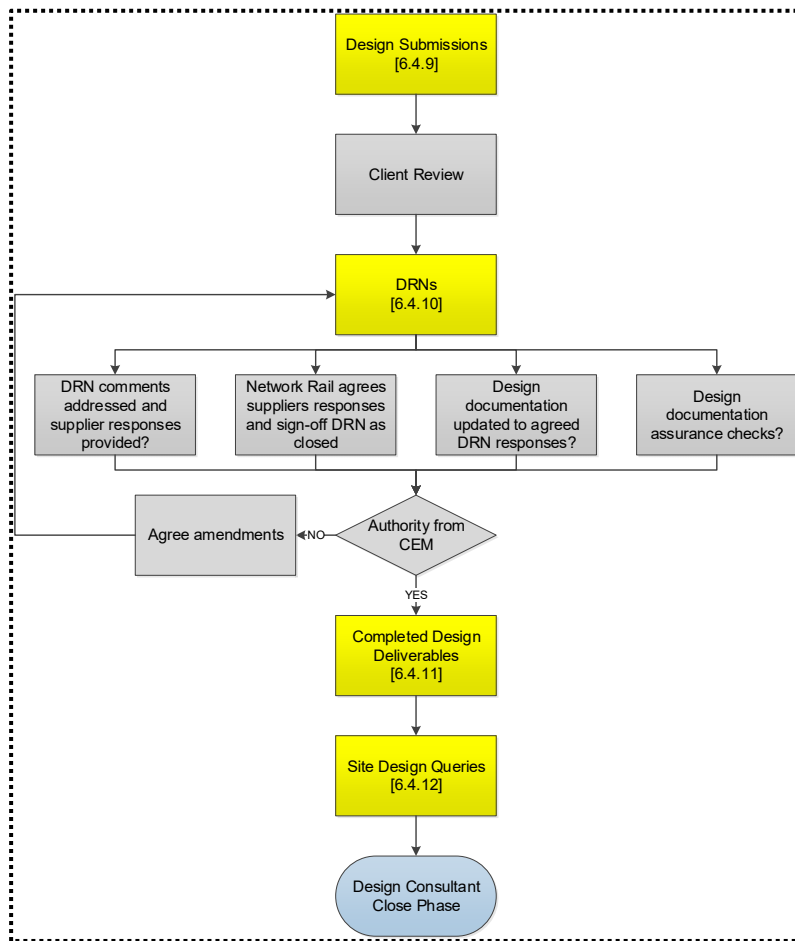 Design Submissions
[6.4.9]
Client Review
DRNs
[6.4.10]
DRN comments
addressed and
supplier responses
provided?
Network Rail agrees
suppliers responses
and sign-off DRN as
closed
Design
documentation
updated to agreed
DRN responses?
Design
documentation
assurance checks?
Agree amendments
NO
Authority from
CEM
YES
Completed Design
Deliverables
[6.4.11]
Site Design Queries
[6.4.12]
Design Consultant
Close Phase